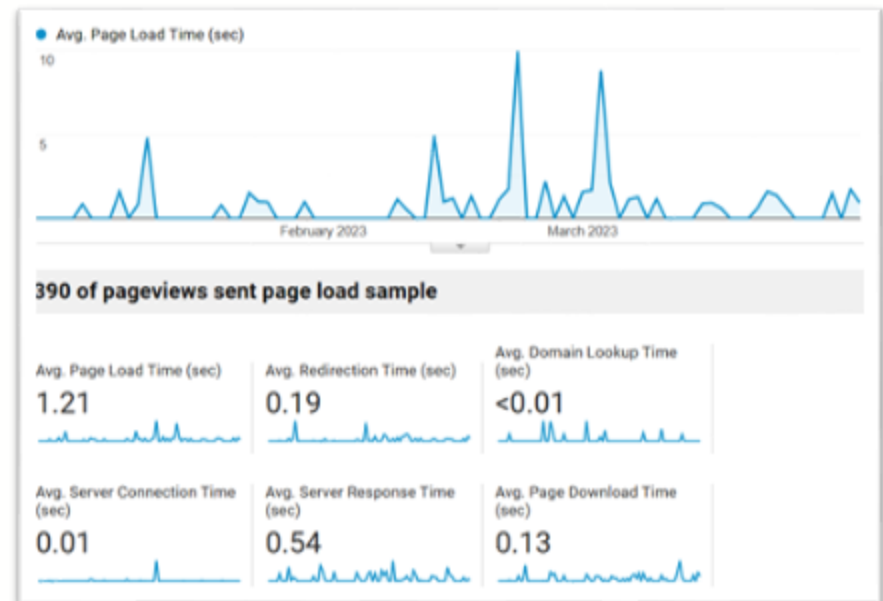 Avg. Page Load Time (sec)
10
5
February 2023
March 2023
390 of pageviews sent page load sample
Avg. Page Load Time (sec)
1.21
Avg. Redirection Time (sec)
0.19
Avg. Domain Lookup Time
(sec)
<0.01
Avg. Server Connection Time
(sec)
0.01
Avg. Server Response Time
(sec)
0.54
Avg. Page Download Time
(sec)
0.13